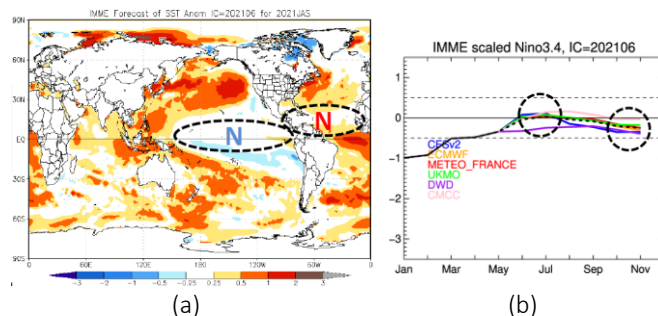 IMME Forecast of SST Anom IC=202106 for 2021JAS
90N
60N
30N
EQ
30S
60S
90S
N
N
0
60E
120E
180
120W
60W
0
-3 -2 -1 -0.5 -0.25 0.25 0.5 1 2 3
(a)
IMME scaled Nino3.4, IC=202106
1
0
-1
-2
-3
CFSv2
ECMWF
METEO_FRANCE
UKMO
DWD
CMCC
Jan Mar May Jul Sep Nov
(b)